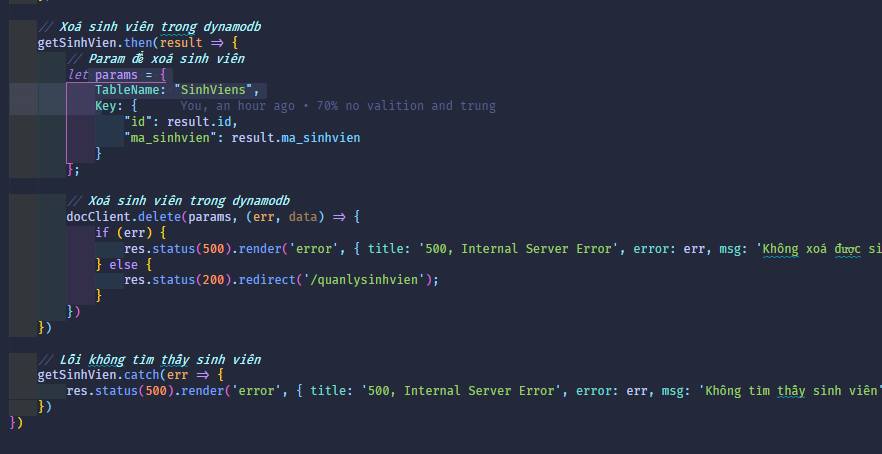 // Xoá sinh viên trong dynamodb
getSinhVien.then(result => {
// Param để xoá sinh viên
let params = {
TableName: "SinhViens",
Key: { You, an hour ago • 70% no valition and trung
"id": result.id,
"ma_sinhvien": result.ma_sinhvien
}
};
// Xoá sinh viên trong dynamodb
docClient.delete(params, (err, data) => {
if (err) {
res.status(500).render('error', { title: '500, Internal Server Error', error: err, msg: 'Không xoá được si
} else {
res.status(200).redirect('/quanlysinhvien');
}
})
})
// Lỗi không tìm thấy sinh viên
getSinhVien.catch(err => {
res.status(500).render('error', { title: '500, Internal Server Error', error: err, msg: 'Không tìm thấy sinh viên'
})
})